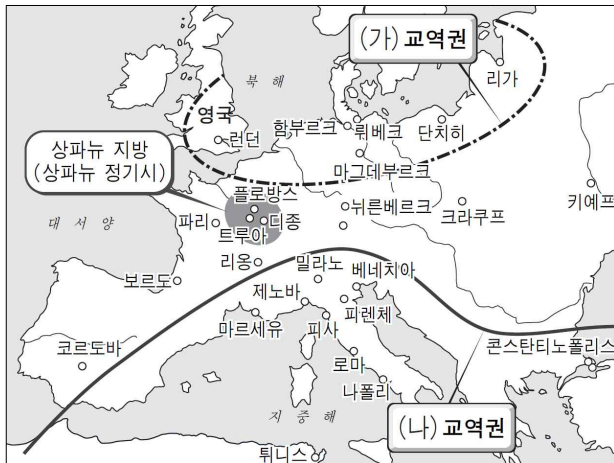 (가) 교역권
북 해
리가
영국
함부르크
뤼베크
단치히
런던
상파뉴 지방
(상파뉴 정기시)
마그데부르크
플로방스
키예프
뉘른베르크
크라쿠프
대 서 양
파리
디종
트루아
리옹
밀라노
베네치아
보르도
제노바
마르세유
피사
피렌체
콘스탄티노폴리스
코르도바
로마
나폴리
(나) 교역권
지 중 해
튀니스